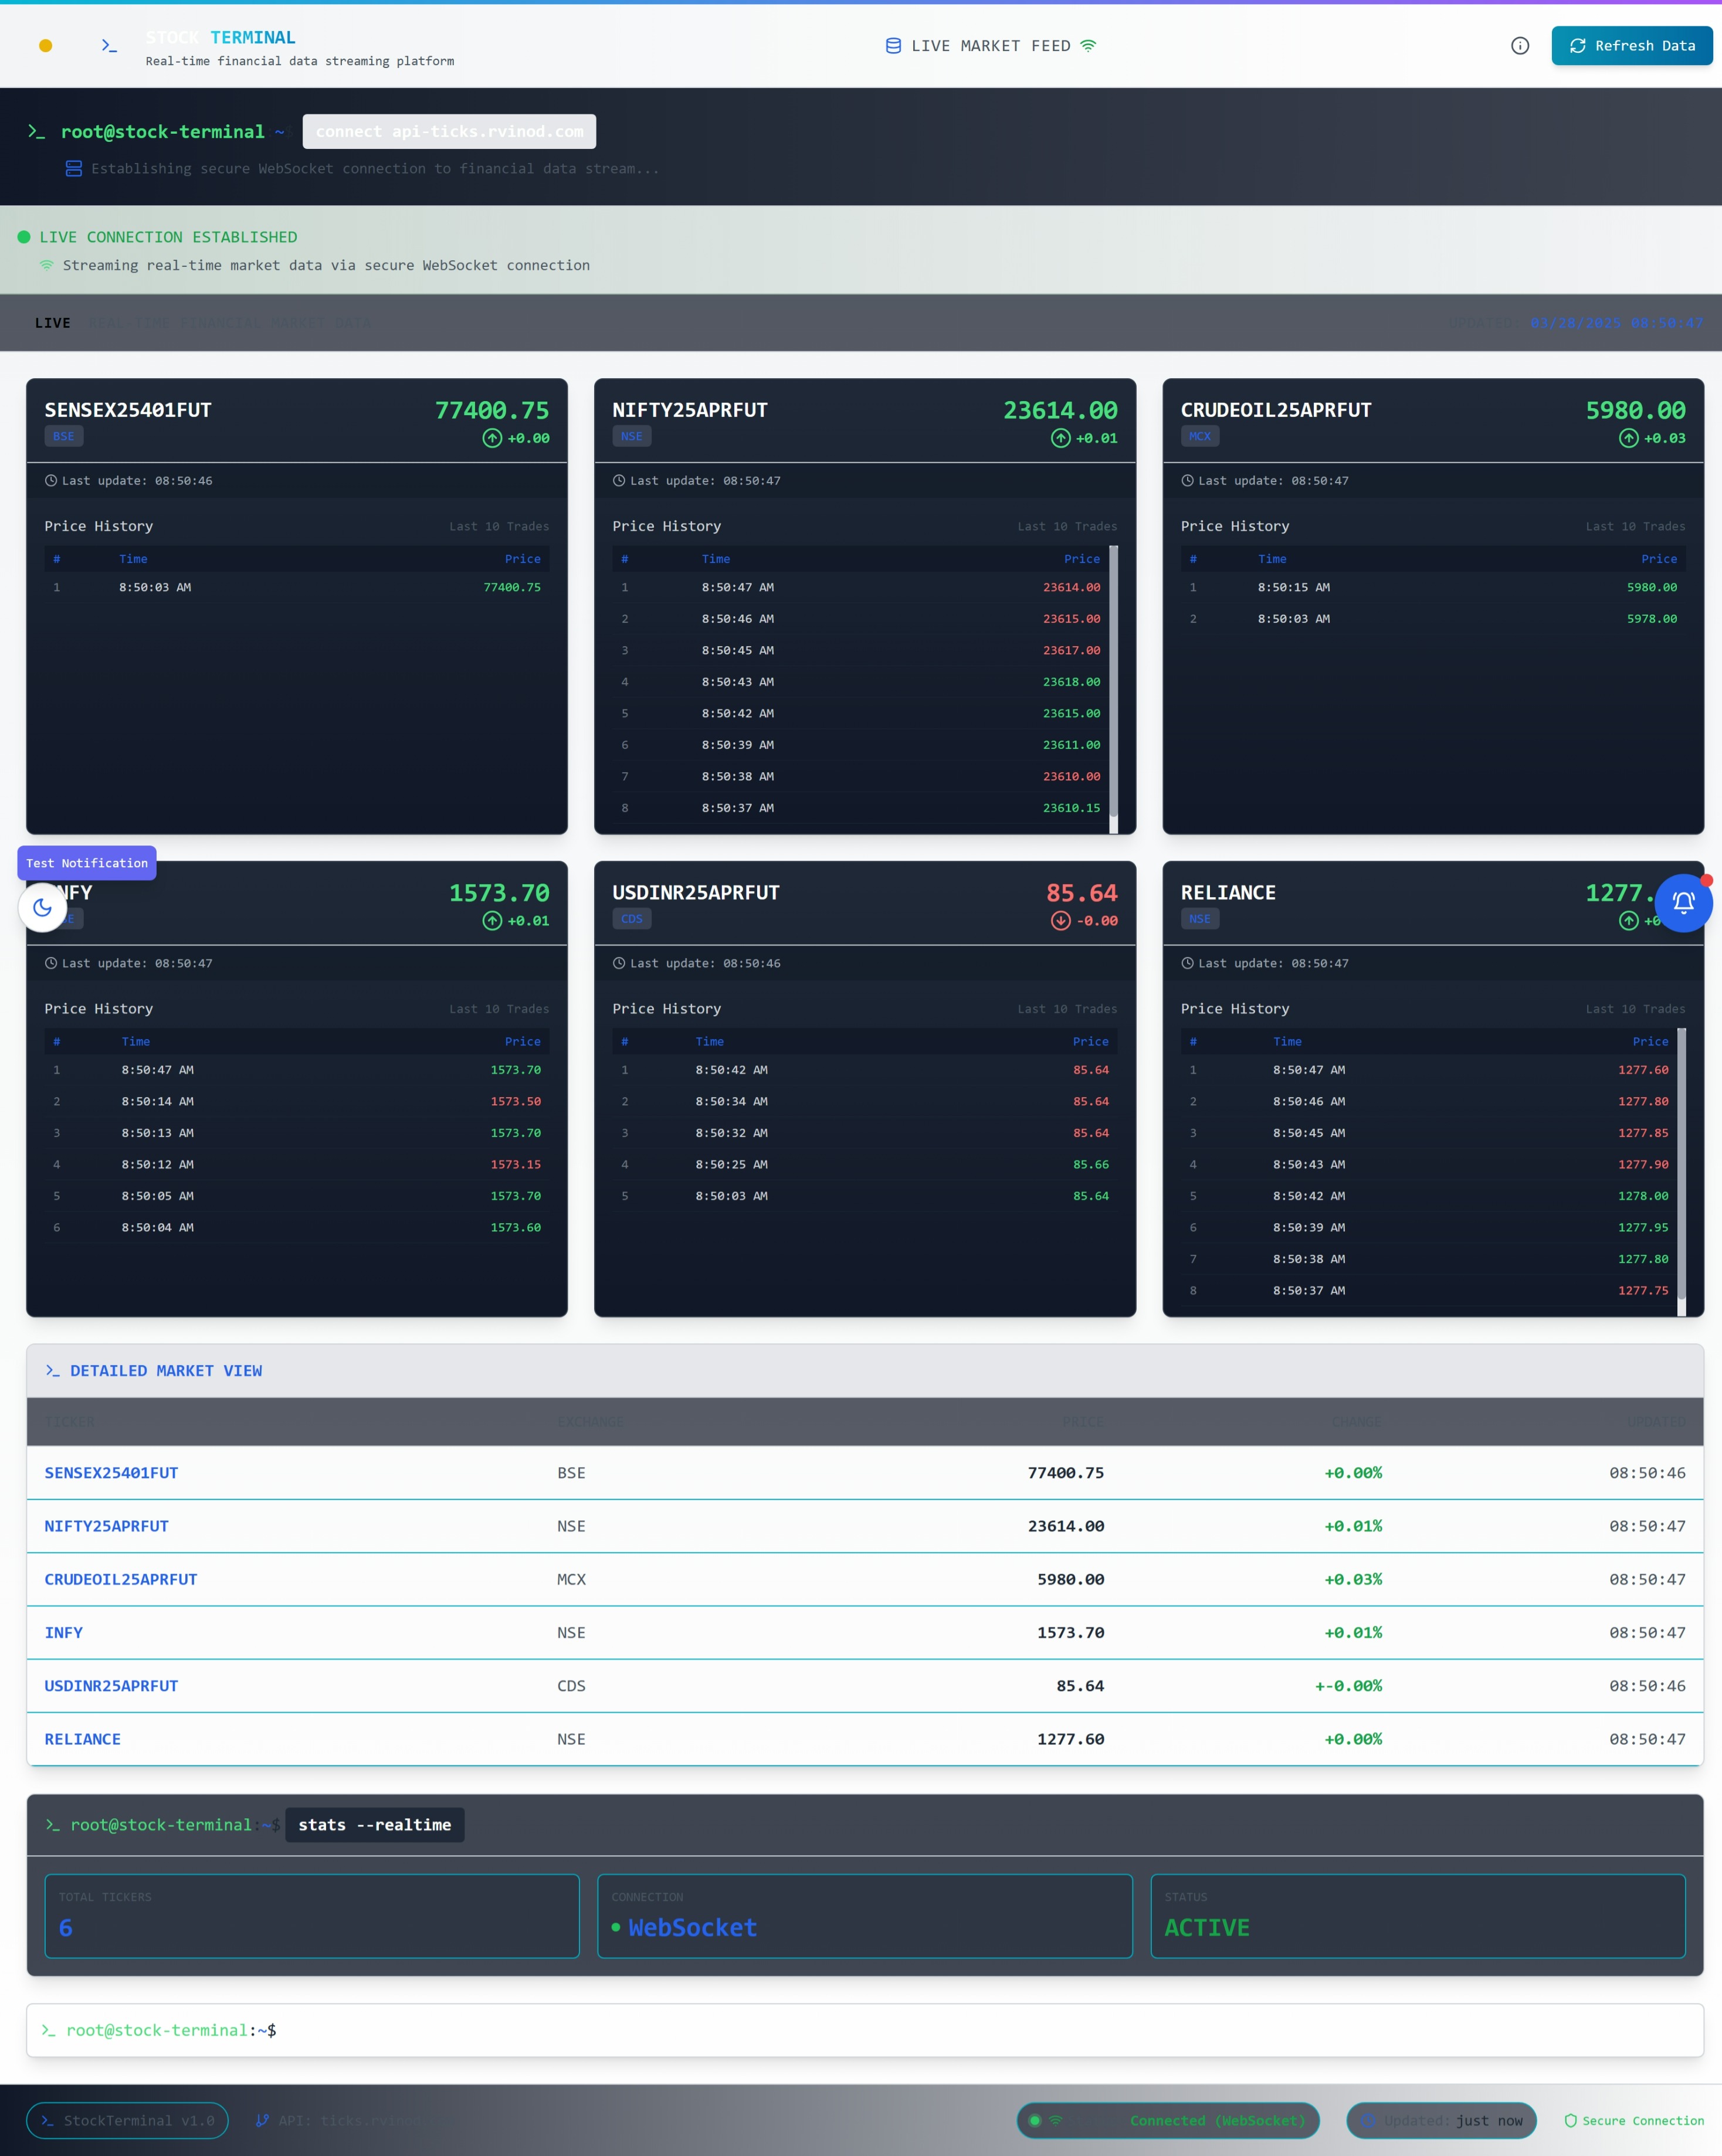 STOCK TERMINAL
Real-time financial data streaming platform
LIVE MARKET FEED
Refresh Data
root@stock-terminal ~ connect api-ticks.rvinod.com
Establishing secure WebSocket connection to financial data stream...
LIVE CONNECTION ESTABLISHED
Streaming real-time market data via secure WebSocket connection
LIVE REAL-TIME FINANCIAL MARKET DATA
UPDATED: 03/28/2025 08:50:47
SENSEX25401FUT 77400.75
BSE +0.00
Last update: 08:50:46
Price History Last 10 Trades
# Time Price
1 8:50:03 AM 77400.75
NIFTY25APRFUT 23614.00
NSE +0.01
Last update: 08:50:47
Price History Last 10 Trades
# Time Price
1 8:50:47 AM 23614.00
2 8:50:46 AM 23615.00
3 8:50:45 AM 23617.00
4 8:50:43 AM 23618.00
5 8:50:42 AM 23615.00
6 8:50:39 AM 23611.00
7 8:50:38 AM 23610.00
8 8:50:37 AM 23610.15
CRUDEOIL25APRFUT 5980.00
MCX +0.03
Last update: 08:50:47
Price History Last 10 Trades
# Time Price
1 8:50:15 AM 5980.00
2 8:50:03 AM 5978.00
Test Notification
NFY 1573.70
E +0.01
Last update: 08:50:47
Price History Last 10 Trades
# Time Price
1 8:50:47 AM 1573.70
2 8:50:14 AM 1573.50
3 8:50:13 AM 1573.70
4 8:50:12 AM 1573.15
5 8:50:05 AM 1573.70
6 8:50:04 AM 1573.60
USDINR25APRFUT 85.64
CDS -0.00
Last update: 08:50:46
Price History Last 10 Trades
# Time Price
1 8:50:42 AM 85.64
2 8:50:34 AM 85.64
3 8:50:32 AM 85.64
4 8:50:25 AM 85.66
5 8:50:03 AM 85.64
RELIANCE 1277.
NSE +0
Last update: 08:50:47
Price History Last 10 Trades
# Time Price
1 8:50:47 AM 1277.60
2 8:50:46 AM 1277.80
3 8:50:45 AM 1277.85
4 8:50:43 AM 1277.90
5 8:50:42 AM 1278.00
6 8:50:39 AM 1277.95
7 8:50:38 AM 1277.80
8 8:50:37 AM 1277.75
DETAILED MARKET VIEW
TICKER EXCHANGE PRICE CHANGE UPDATED
SENSEX25401FUT BSE 77400.75 +0.00% 08:50:46
NIFTY25APRFUT NSE 23614.00 +0.01% 08:50:47
CRUDEOIL25APRFUT MCX 5980.00 +0.03% 08:50:47
INFY NSE 1573.70 +0.01% 08:50:47
USDINR25APRFUT CDS 85.64 +-0.00% 08:50:46
RELIANCE NSE 1277.60 +0.00% 08:50:47
root@stock-terminal:~$ stats --realtime
TOTAL TICKERS
6
CONNECTION
WebSocket
STATUS
ACTIVE
root@stock-terminal:~$
StockTerminal v1.0
API:
Connected (WebSocket)
Updated: just now
Secure Connection